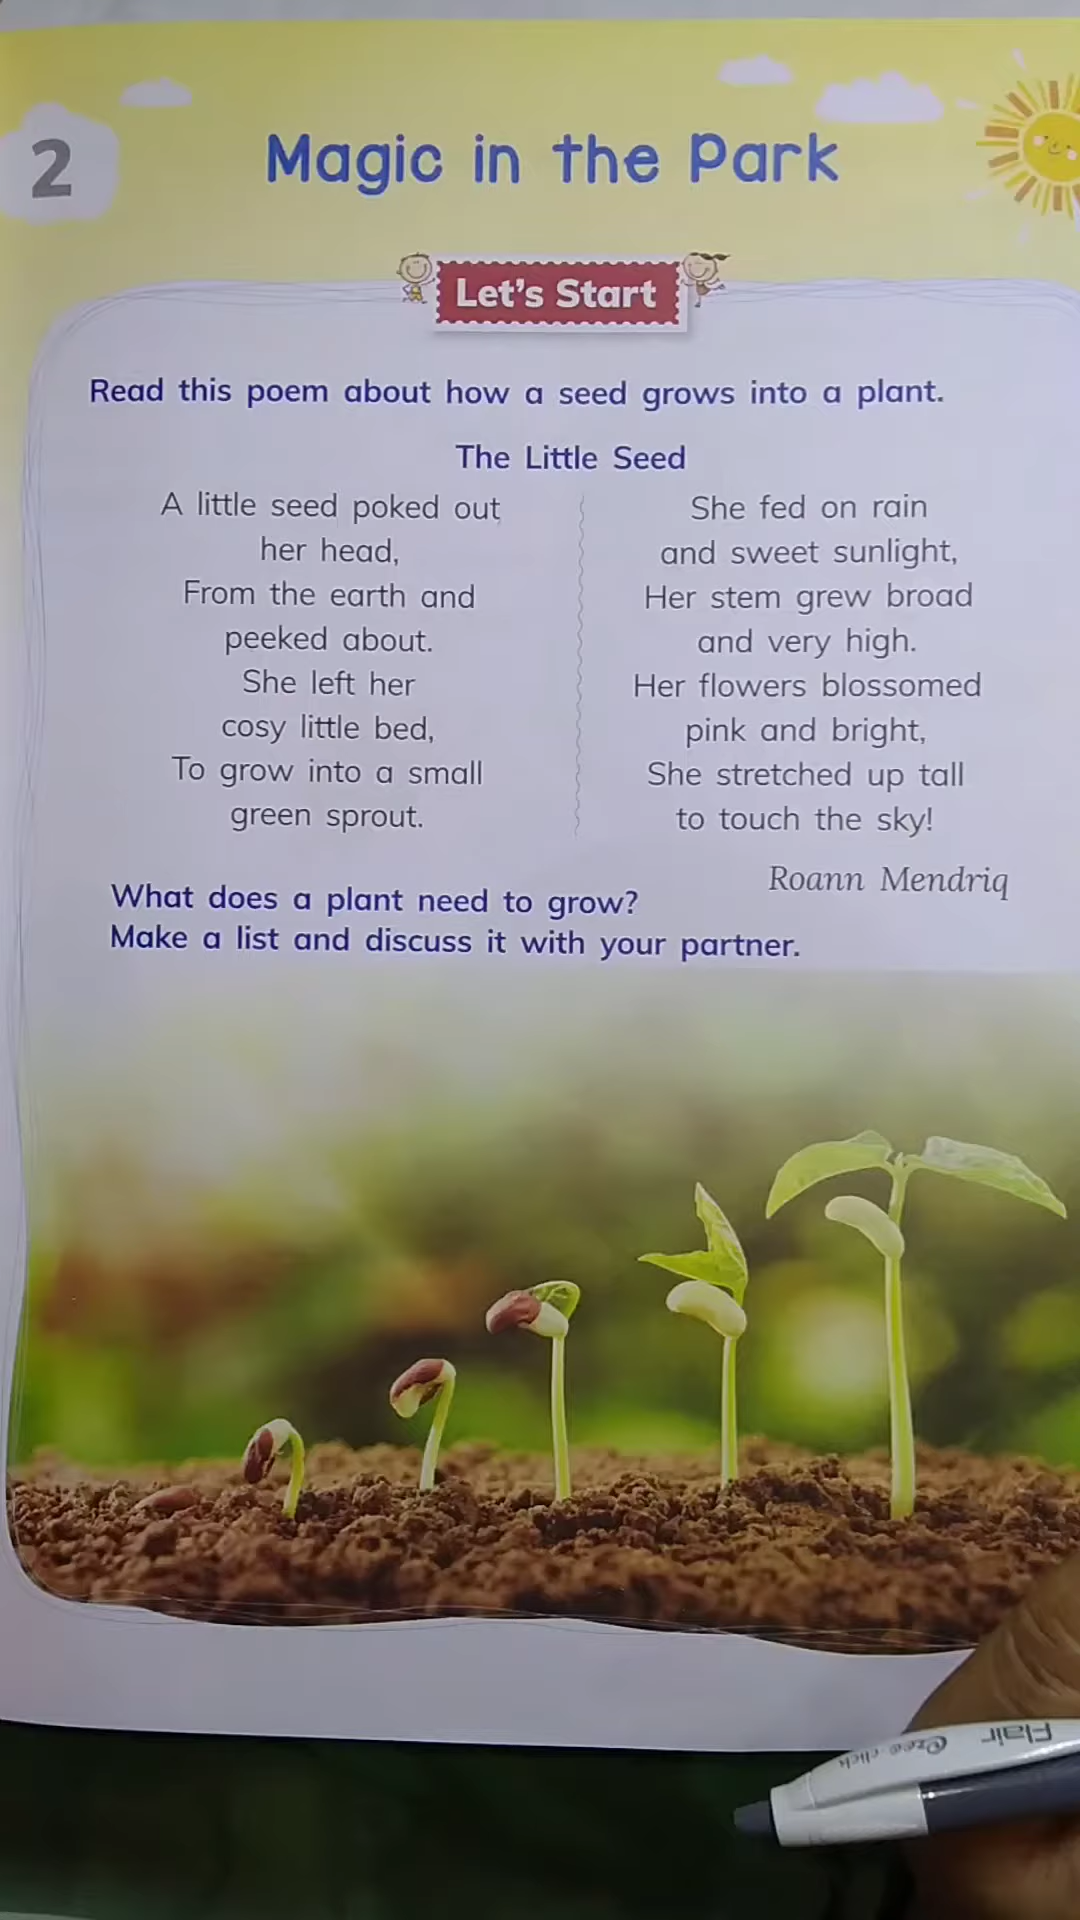 2
Magic in the Park
Let's Start
Read this poem about how a seed grows into a plant.
The Little Seed
A little seed poked out
her head,
From the earth and
peeked about.
She left her
cosy little bed,
To grow into a small
green sprout.
She fed on rain
and sweet sunlight,
Her stem grew broad
and very high.
Her flowers blossomed
pink and bright,
She stretched up tall
to touch the sky!
Roann Mendriq
What does a plant need to grow?
Make a list and discuss it with your partner.
Flair
click